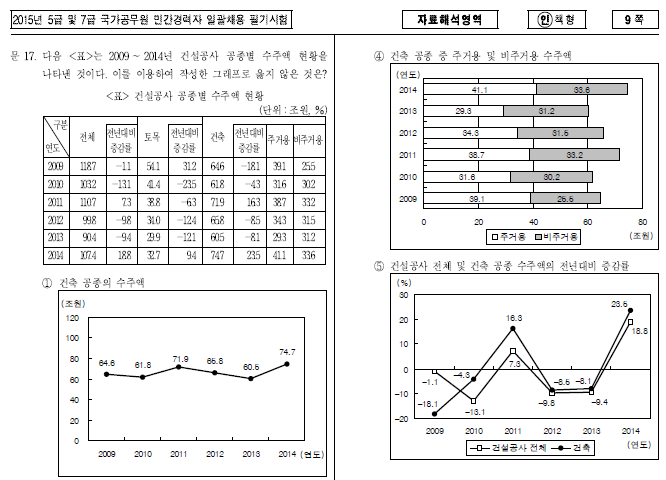 2015년 5급 및 7급 국가공무원 민간경력자 일괄채용 필기시험
자료해석영역
인 책형
9 쪽
문 17. 다음 <표>는 2009 ~ 2014년 건설공사 공종별 수주액 현황을
나타낸 것이다. 이를 이용하여 작성한 그래프로 옳지 않은 것은?
<표> 건설공사 공종별 수주액 현황
(단위 : 조원, %)
구분 연도 전체 전년대비 증감률 토목 전년대비 증감률 건축 전년대비 증감률 주거용 비주거용
2009 118.7 -1.1 54.1 31.2 64.6 -18.1 39.1 25.5
2010 103.2 -13.1 41.4 -23.5 61.8 -4.3 31.6 30.2
2011 110.7 7.3 38.8 -6.3 71.9 16.3 38.7 33.2
2012 99.8 -9.8 34.0 -12.4 65.8 -8.5 34.3 31.5
2013 90.4 -9.4 29.9 -12.1 60.5 -8.1 29.3 31.2
2014 107.4 18.8 32.7 9.4 74.7 23.5 41.1 33.6
① 건축 공종의 수주액
(조원)
120
100
80
60
40
20
0
64.6 61.8 71.9 65.8 60.5 74.7
2009 2010 2011 2012 2013 2014 (연도)
④ 건축 공종 중 주거용 및 비주거용 수주액
(연도)
2014 41.1 33.6
2013 29.3 31.2
2012 34.3 31.5
2011 38.7 33.2
2010 31.6 30.2
2009 39.1 25.5
0 20 40 60 80
(조원)
주거용 비주거용
⑤ 건설공사 전체 및 건축 공종 수주액의 전년대비 증감률
(%)
30
20
10
0
-10
-20
-1.1 -13.1 7.3 -9.8 -9.4 18.8
-18.1 -4.3 16.3 -8.5 -8.1 23.5
2009 2010 2011 2012 2013 2014
(연도)
건설공사 전체 건축